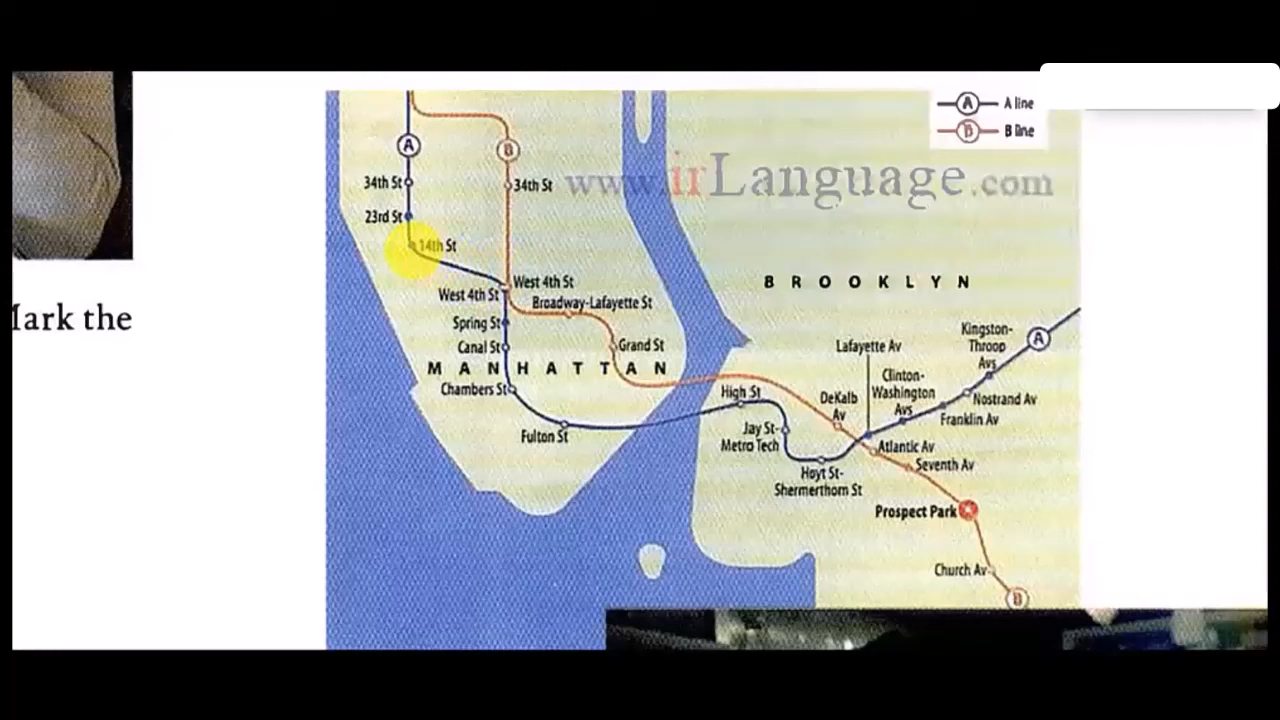 A A line
B B line
A
B
34th St
34th St
www.irLanguage.com
23rd St
14th St
BROOKLYN
West 4th St
West 4th St
Broadway-Lafayette St
Mark the
Spring St
Canal St
Grand St
MANHATTAN
Chambers St
Fulton St
High St
Jay St-
Metro Tech
Hoyt St-
Shermerthorn St
DeKalb
Av
Lafayette Av
Clinton-
Washington
Avs
Kingston-
Throop
Avs
A
Nostrand Av
Franklin Av
Atlantic Av
Seventh Av
Prospect Park
Church Av
B